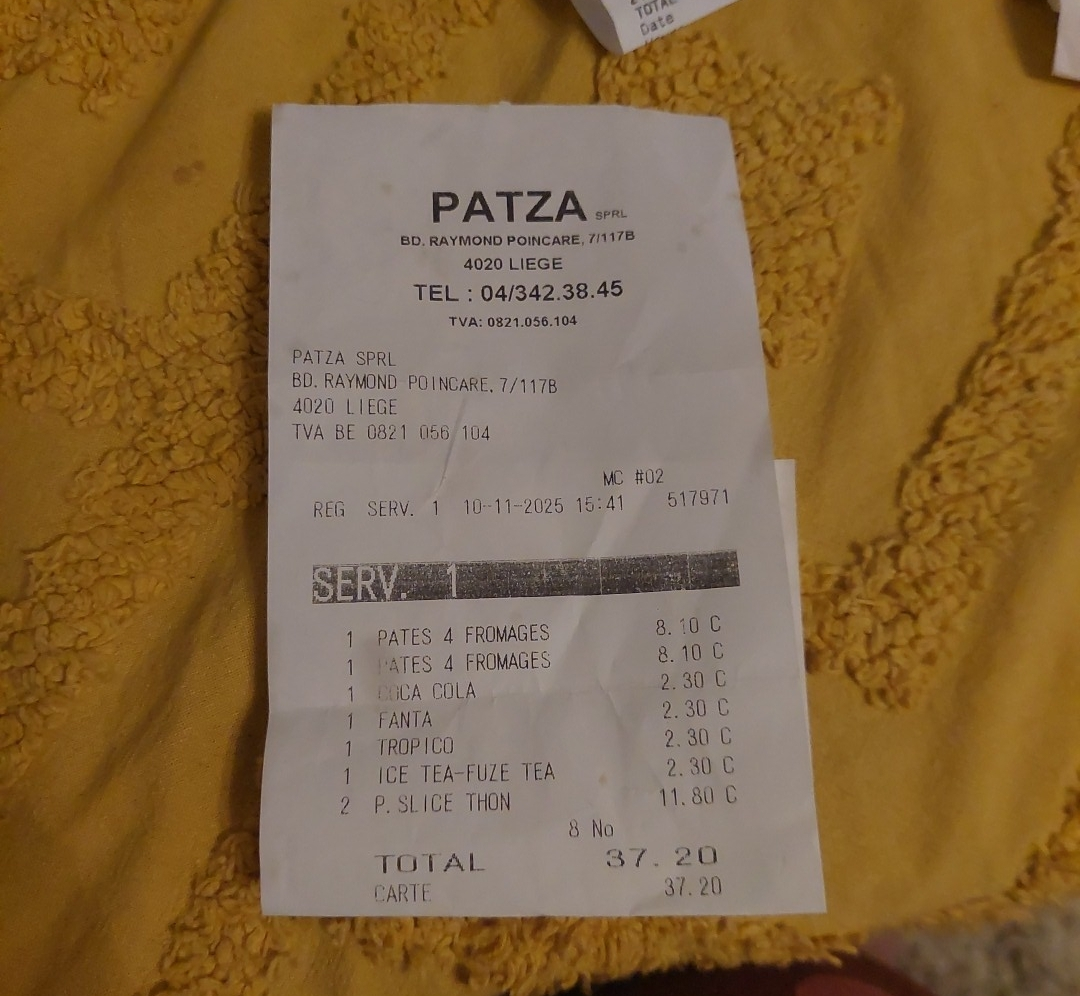 TOTAL
Date
PATZA SPRL
BD. RAYMOND POINCARE, 7/117B
4020 LIEGE
TEL : 04/342.38.45
TVA: 0821.056.104
PATZA SPRL
BD. RAYMOND POINCARE, 7/117B
4020 LIEGE
TVA BE 0821 056 104
MC #02
REG SERV. 1 10-11-2025 15:41 517971
SERV. 1
1 PATES 4 FROMAGES 8.10 C
1 PATES 4 FROMAGES 8.10 C
1 COCA COLA 2.30 C
1 FANTA 2.30 C
1 TROPICO 2.30 C
1 ICE TEA-FUZE TEA 2.30 C
2 P.SLICE THON 11.80 C
8 No
TOTAL 37.20
CARTE 37.20